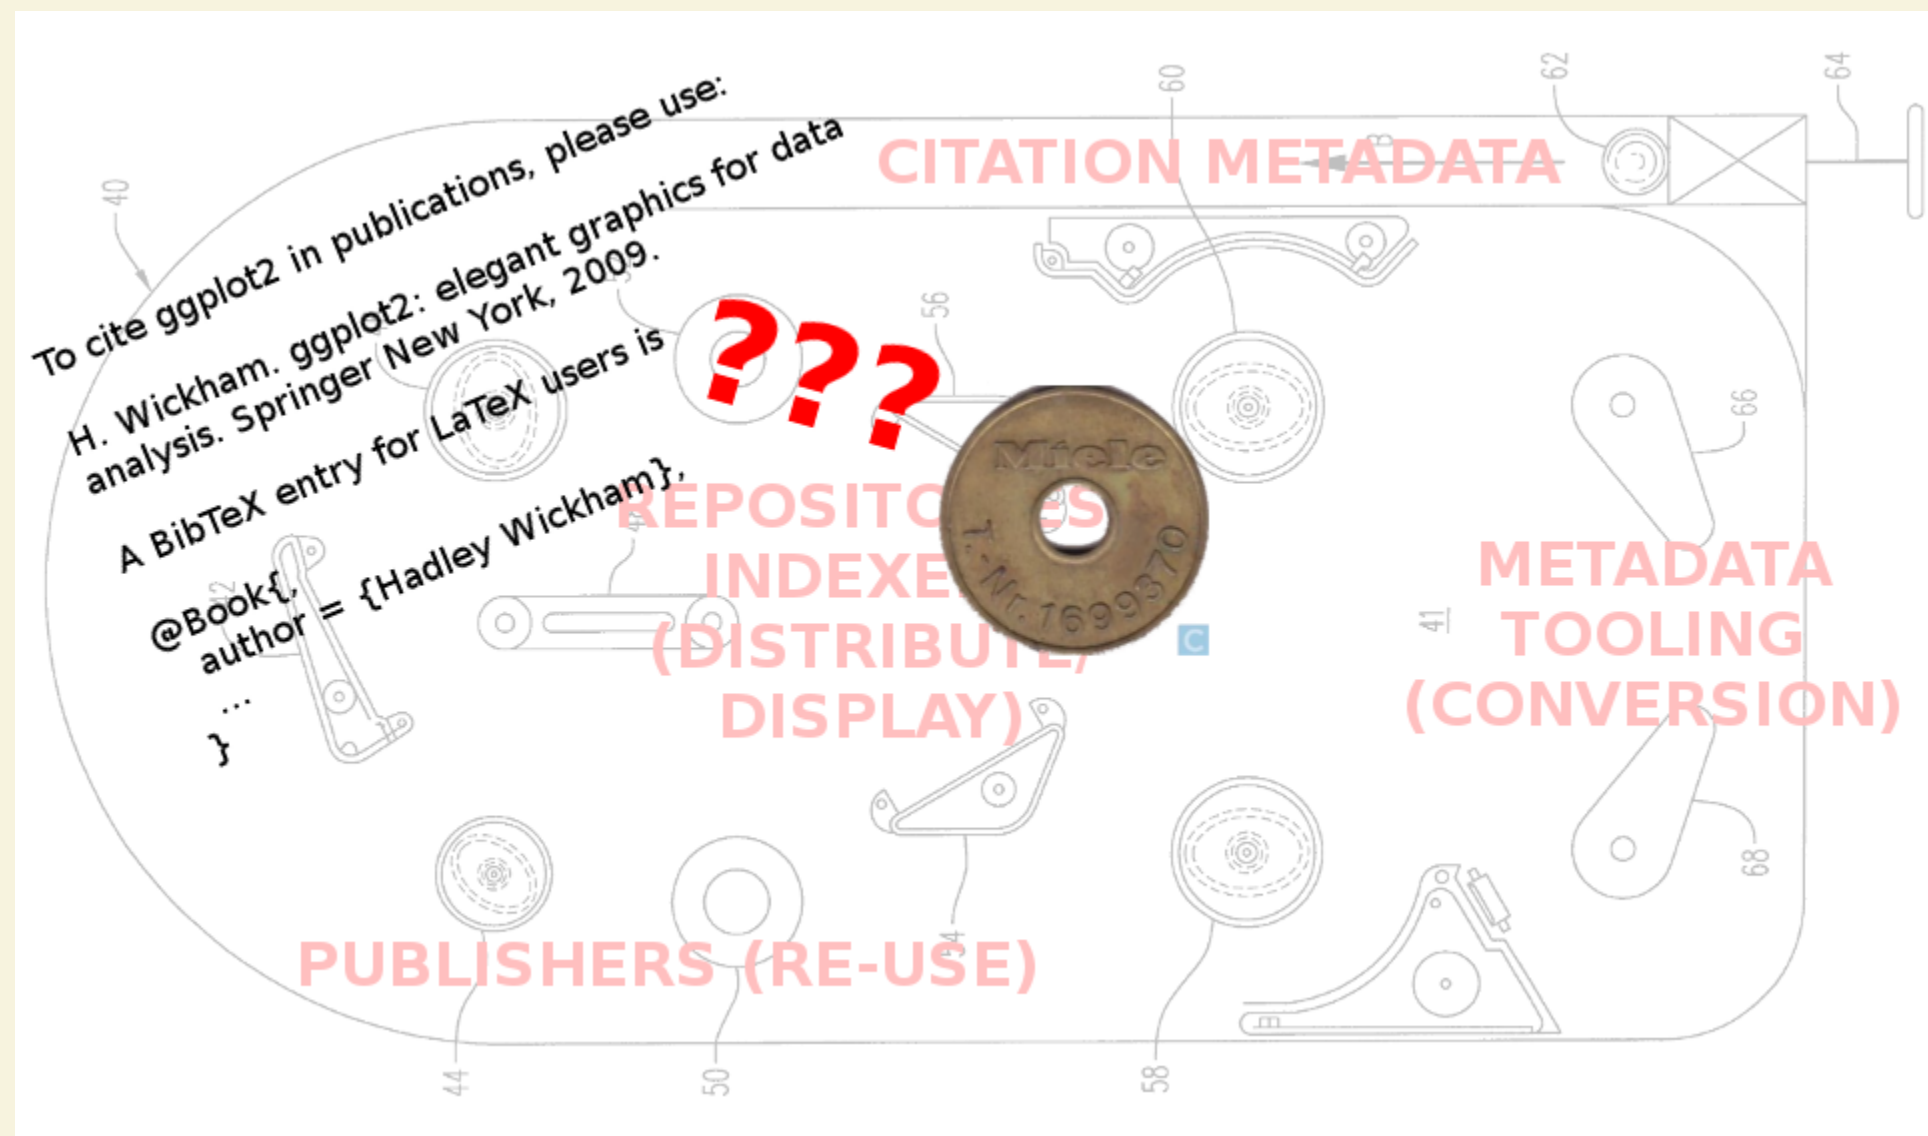 To cite ggplot2 in publications, please use:
H. Wickham. ggplot2: elegant graphics for data
analysis. Springer New York, 2009.
A BibTeX entry for LaTeX users is
@Book{,
author = {Hadley Wickham},
...
}
???
CITATION METADATA
REPOSITO ES
INDEXE
(DISTRIBUTE/
DISPLAY)
METADATA
TOOLING
(CONVERSION)
PUBLISHERS (RE-USE)
Miele
T.-Nr. 1699370
C
B
40
42
44
50
54
56
58
60
62
64
66
68
41